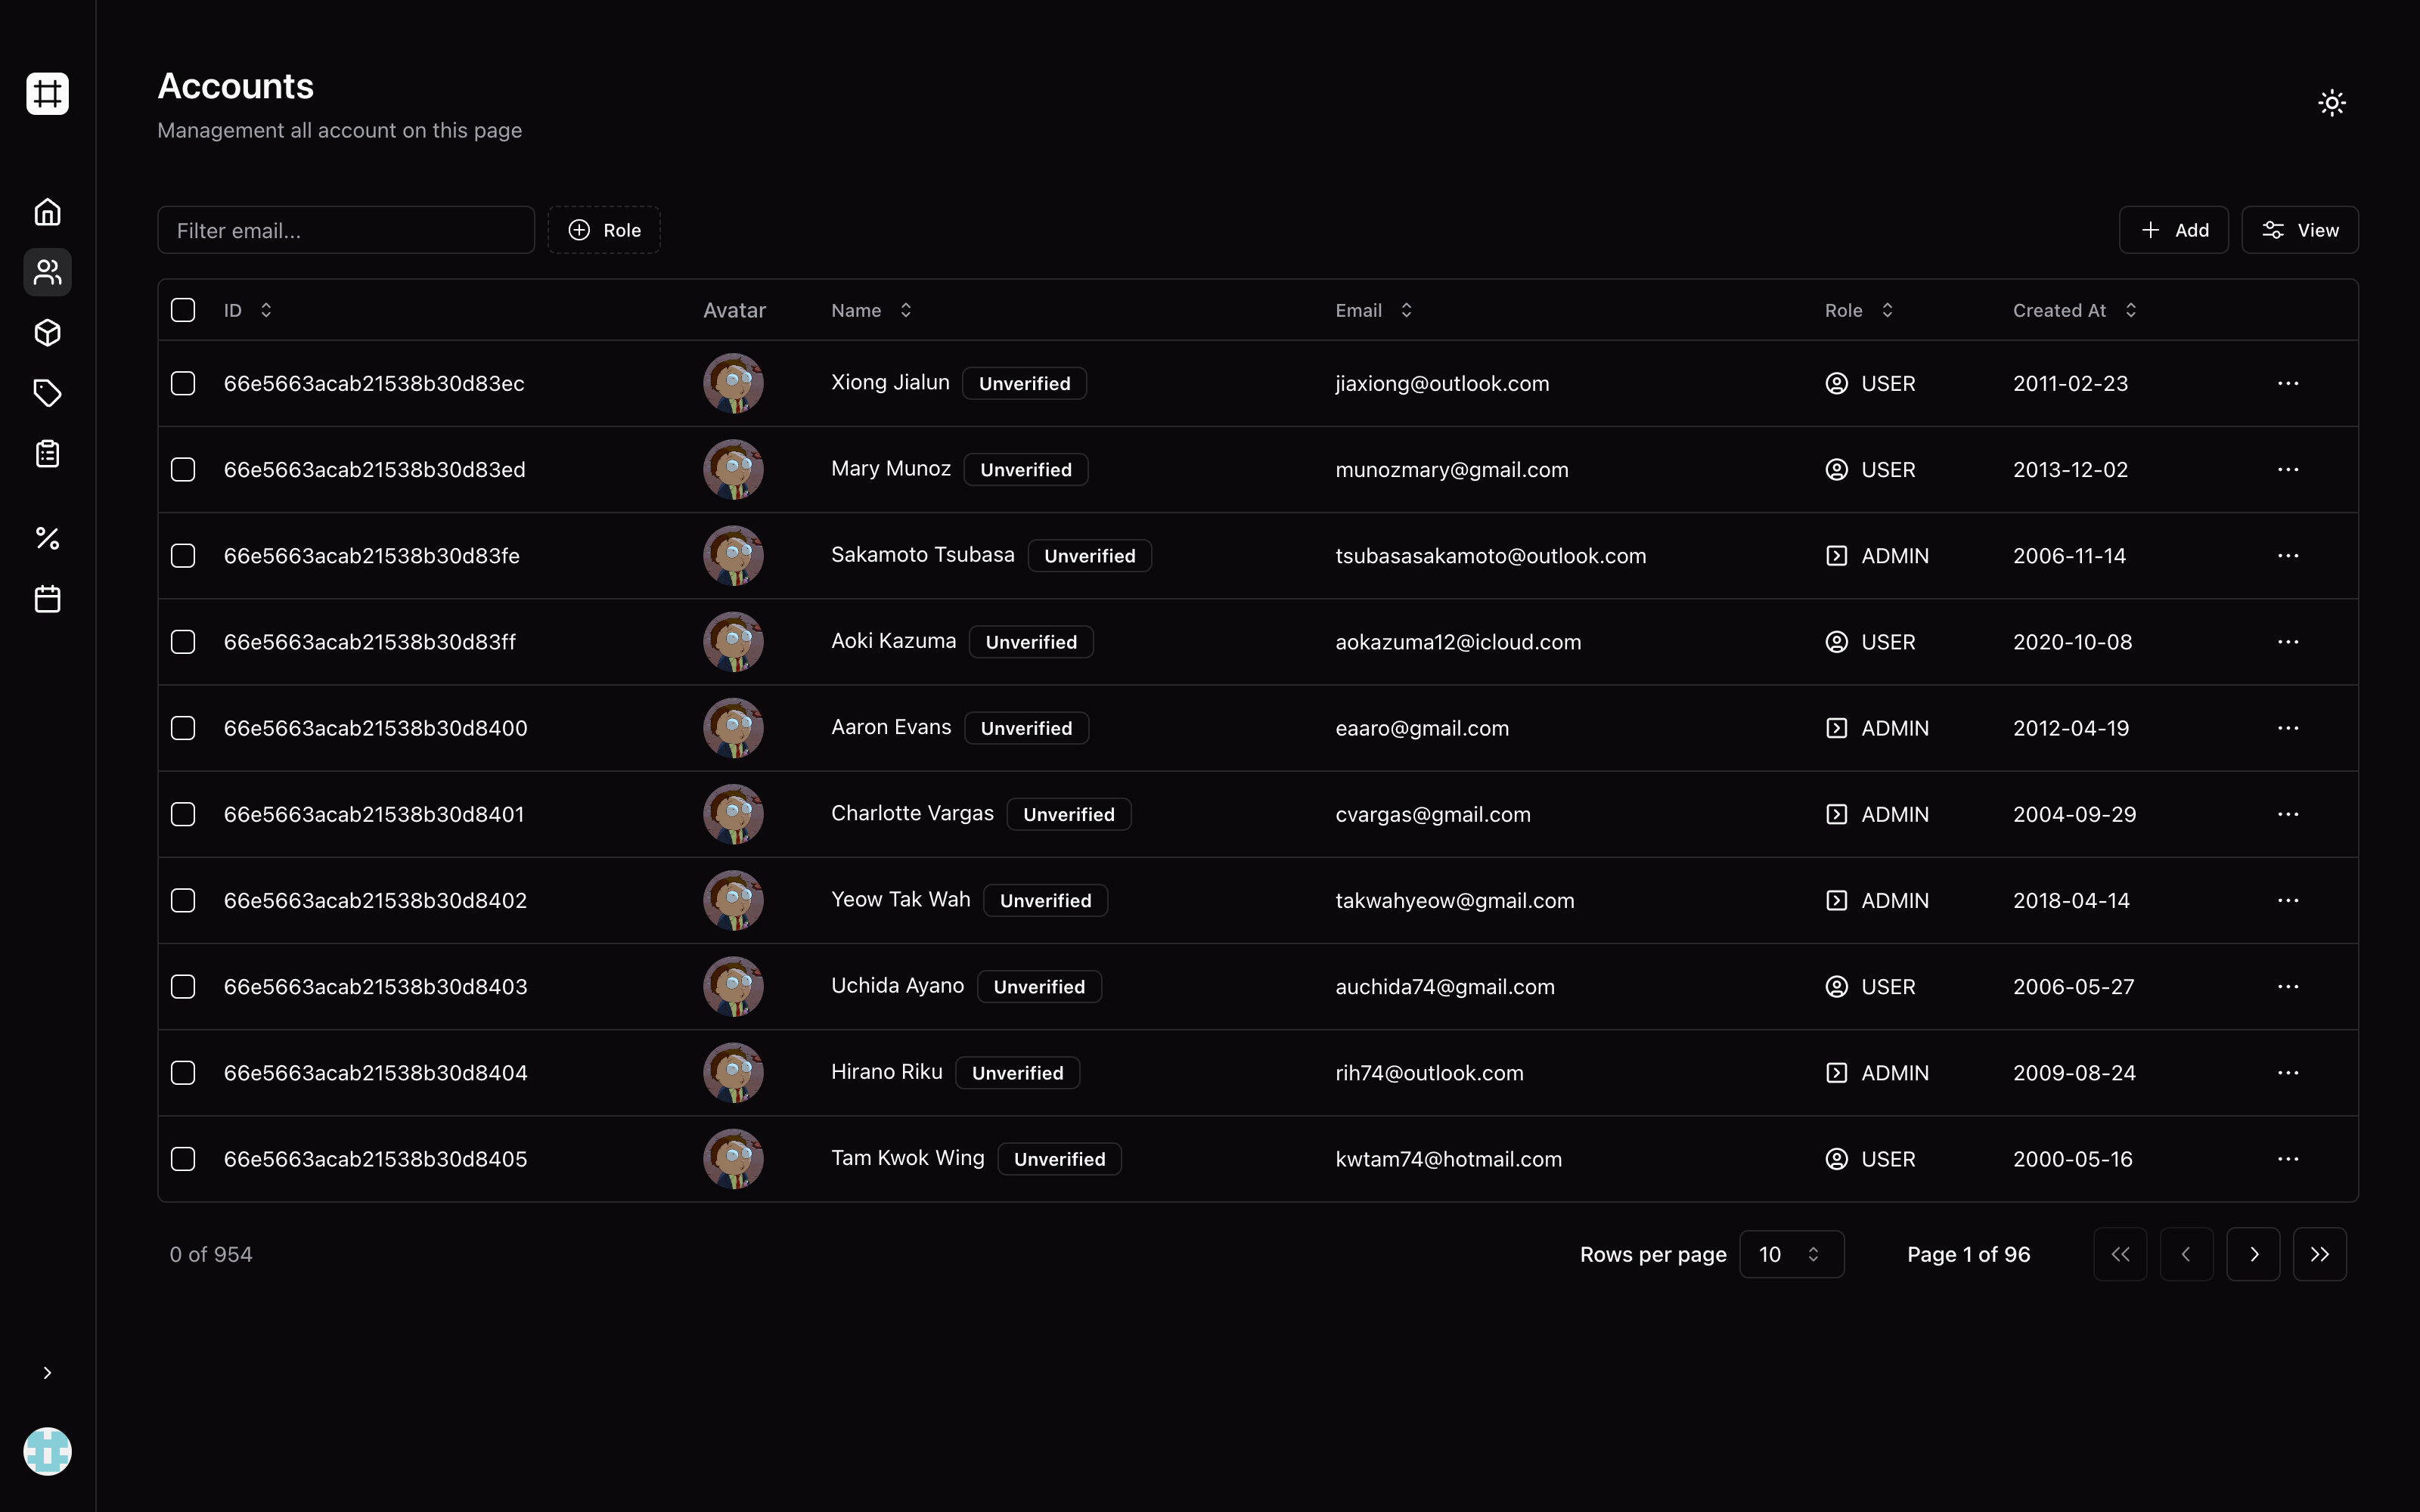 Accounts
Management all account on this page
Filter email...
Role
Add
View
ID Avatar Name Email Role Created At
66e5663acab21538b30d83ec Xiong Jialun Unverified jiaxiong@outlook.com USER 2011-02-23
66e5663acab21538b30d83ed Mary Munoz Unverified munozmary@gmail.com USER 2013-12-02
66e5663acab21538b30d83fe Sakamoto Tsubasa Unverified tsubasasakamoto@outlook.com ADMIN 2006-11-14
66e5663acab21538b30d83ff Aoki Kazuma Unverified aokazuma12@icloud.com USER 2020-10-08
66e5663acab21538b30d8400 Aaron Evans Unverified eaaro@gmail.com ADMIN 2012-04-19
66e5663acab21538b30d8401 Charlotte Vargas Unverified cvargas@gmail.com ADMIN 2004-09-29
66e5663acab21538b30d8402 Yeow Tak Wah Unverified takwahyeow@gmail.com ADMIN 2018-04-14
66e5663acab21538b30d8403 Uchida Ayano Unverified auchida74@gmail.com USER 2006-05-27
66e5663acab21538b30d8404 Hirano Riku Unverified rih74@outlook.com ADMIN 2009-08-24
66e5663acab21538b30d8405 Tam Kwok Wing Unverified kwtam74@hotmail.com USER 2000-05-16
0 of 954 Rows per page 10 Page 1 of 96